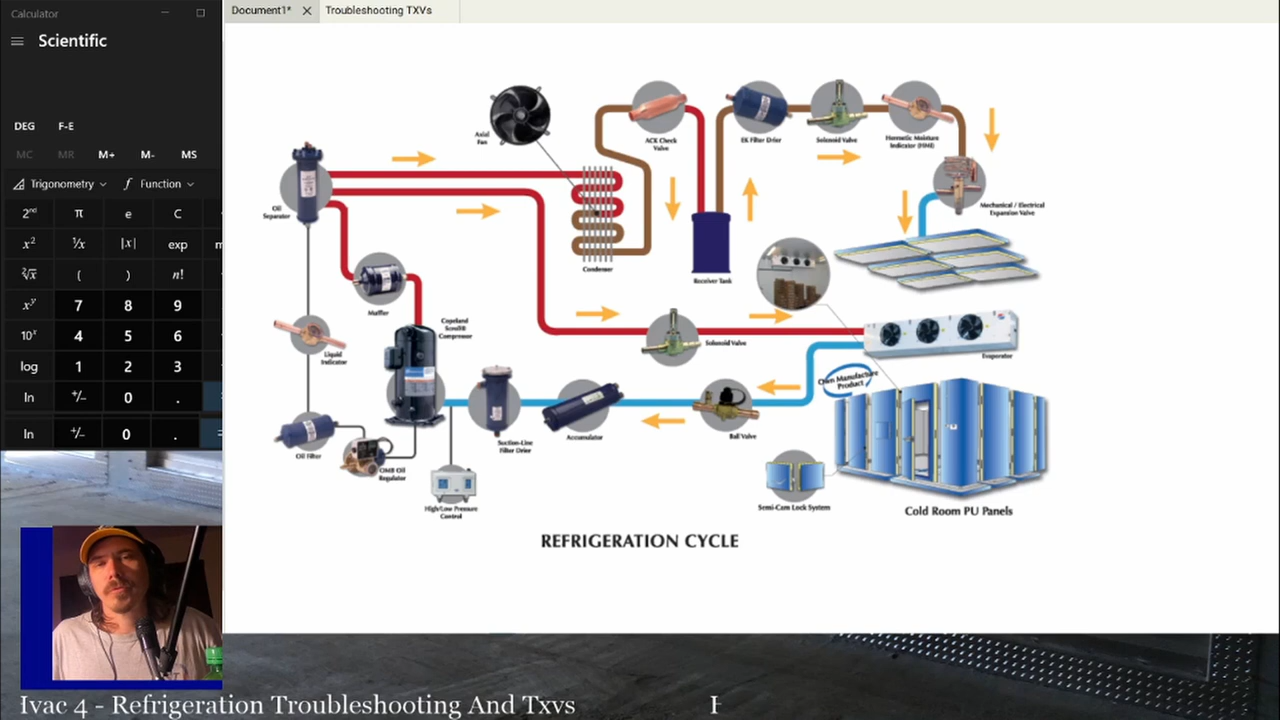 Calculator
Scientific
DEG F-E
MC MR M+ M- MS
Trigonometry Function
2nd π e C
x² ¹/x |x| exp m
²√x ( ) n!
xʸ 7 8 9
10ˣ 4 5 6
log 1 2 3
ln +/- 0 .
ln +/- 0 . =
Document1*
Troubleshooting TXVs
Axial
Fan
ACK Check
Valve
EK Filter Drier
Solenoid Valve
Hermetic Moisture
Indicator (HMI)
Oil
Separator
Mechanical / Electrical
Expansion Valve
Condenser
Receiver Tank
Muffler
Copeland
Scroll®
Compressor
Liquid
Indicator
Solenoid Valve
Evaporator
Own Manufacture
Product
Oil Filter
OMB Oil
Regulator
Suction-Line
Filter Drier
Accumulator
Ball Valve
High/Low Pressure
Control
Semi-Cam Lock System
Cold Room PU Panels
REFRIGERATION CYCLE
Ivac 4 - Refrigeration Troubleshooting And Txvs I